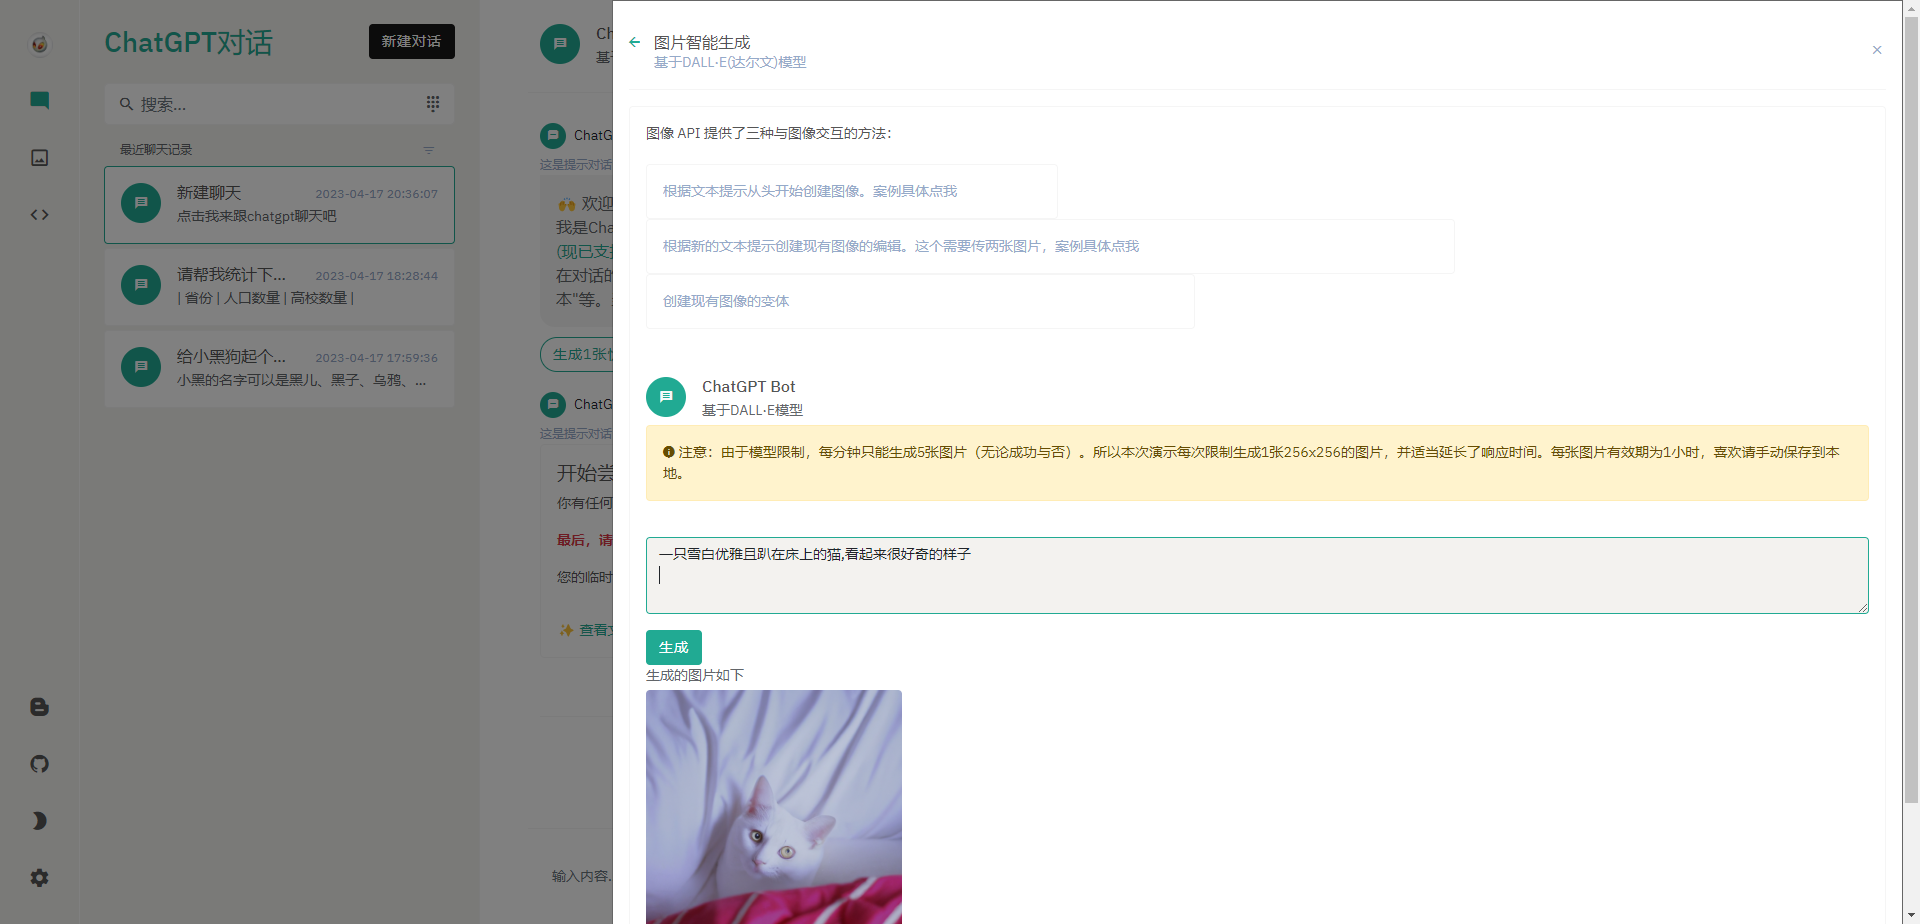 ChatGPT对话
新建对话
搜索...
最近聊天记录
新建聊天
2023-04-17 20:36:07
点击我来跟chatgpt聊天吧
请帮我统计下...
2023-04-17 18:28:44
| 省份 | 人口数量 | 高校数量 |
给小黑狗起个...
2023-04-17 17:59:36
小黑的名字可以是黑儿、黑子、乌鸦、...
Ch
基于
ChatG
这是提示对话
🙌 欢迎
我是Cha
(现已支持
在对话的
本"等。
生成1张
ChatG
这是提示对话
开始尝
你有任何
最后，请
您的临时
✨ 查看文
输入内容.
图片智能生成
基于DALL·E(达尔文)模型
图像 API 提供了三种与图像交互的方法：
根据文本提示从头开始创建图像。案例具体点我
根据新的文本提示创建现有图像的编辑。这个需要传两张图片，案例具体点我
创建现有图像的变体
ChatGPT Bot
基于DALL·E模型
注意：由于模型限制，每分钟只能生成5张图片（无论成功与否）。所以本次演示每次限制生成1张256x256的图片，并适当延长了响应时间。每张图片有效期为1小时，喜欢请手动保存到本
地。
一只雪白优雅且趴在床上的猫,看起来很好奇的样子
生成
生成的图片如下